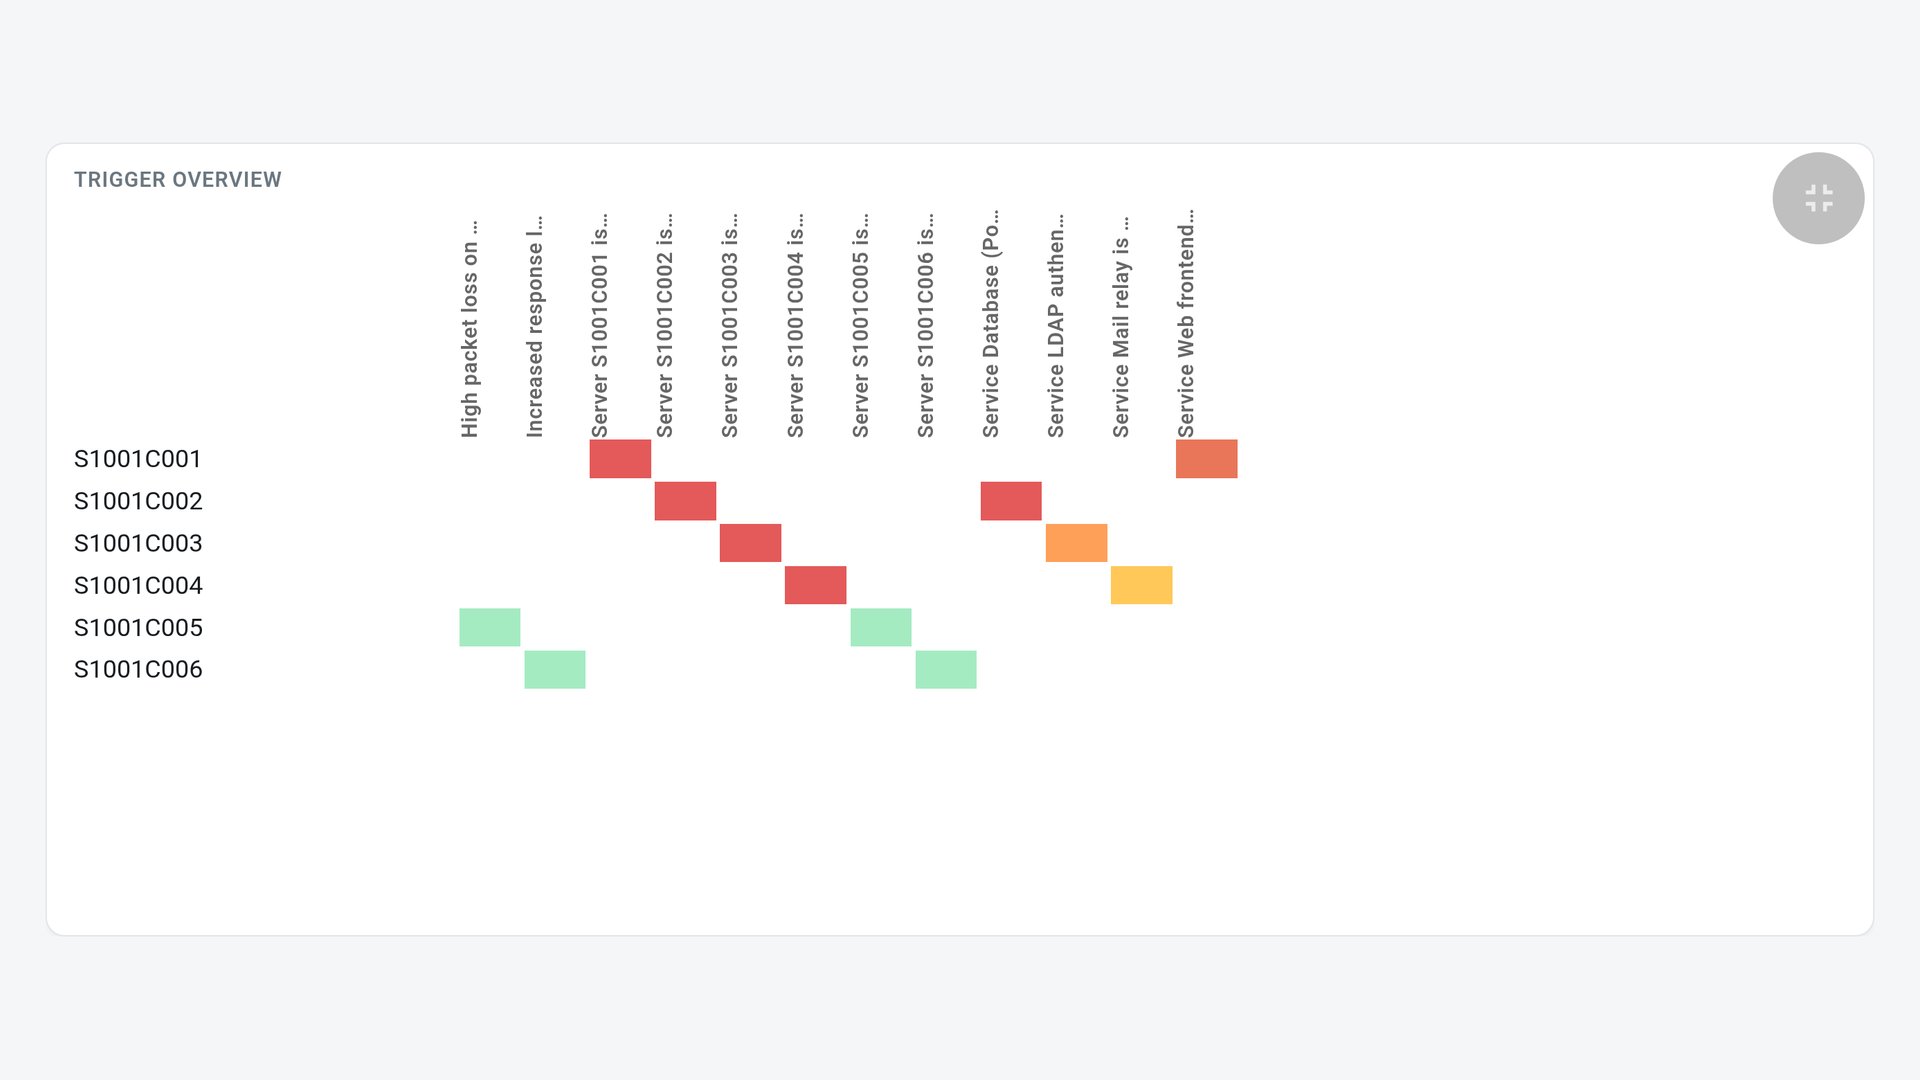 TRIGGER OVERVIEW
High packet loss on ...
Increased response l...
Server S1001C001 is...
Server S1001C002 is...
Server S1001C003 is...
Server S1001C004 is...
Server S1001C005 is...
Server S1001C006 is...
Service Database (Po...
Service LDAP authen...
Service Mail relay is ...
Service Web frontend...
S1001C001
S1001C002
S1001C003
S1001C004
S1001C005
S1001C006